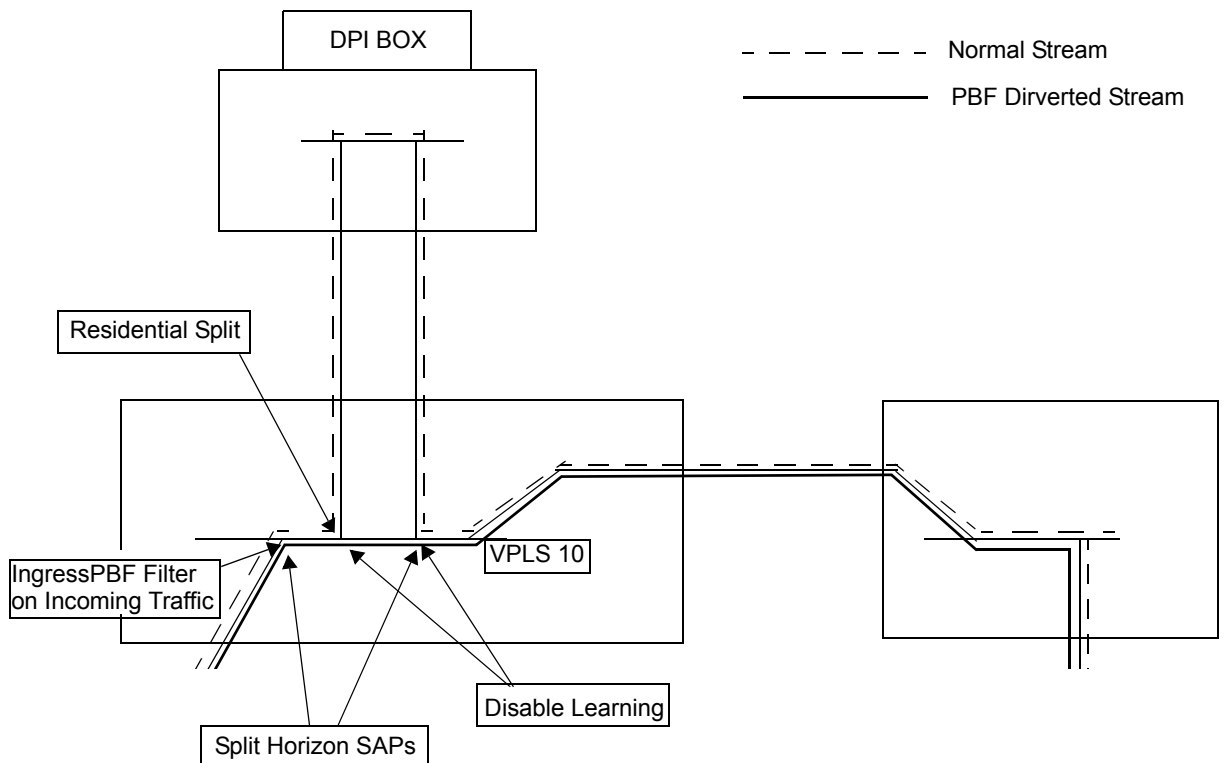 DPI BOX
Normal Stream
PBF Dirverted Stream
Residential Split
VPLS 10
IngressPBF Filter
on Incoming Traffic
Disable Learning
Split Horizon SAPs